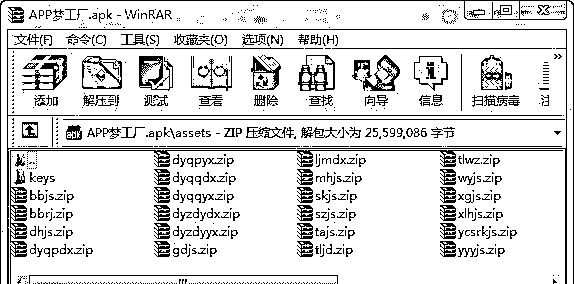 APP梦工厂.apk - WinRAR
文件(F) 命令(C) 工具(S) 收藏夹(O) 选项(N) 帮助(H)
添加 解压到 测试 查看 删除 查找 向导 信息 扫描病毒
APP梦工厂.apk\assets - ZIP 压缩文件, 解包大小为 25,599,086 字节
.. dyqpyx.zip ljmdx.zip tlwz.zip
keys dyqqdx.zip mhjs.zip wyjs.zip
bbjs.zip dyqqyx.zip skjs.zip xgjs.zip
bbrj.zip dyzdydx.zip szjs.zip xlhjs.zip
dhjs.zip dyzdyyx.zip tajs.zip ycsrkjs.zip
dyqpdx.zip gdjs.zip tljd.zip yyyjs.zip